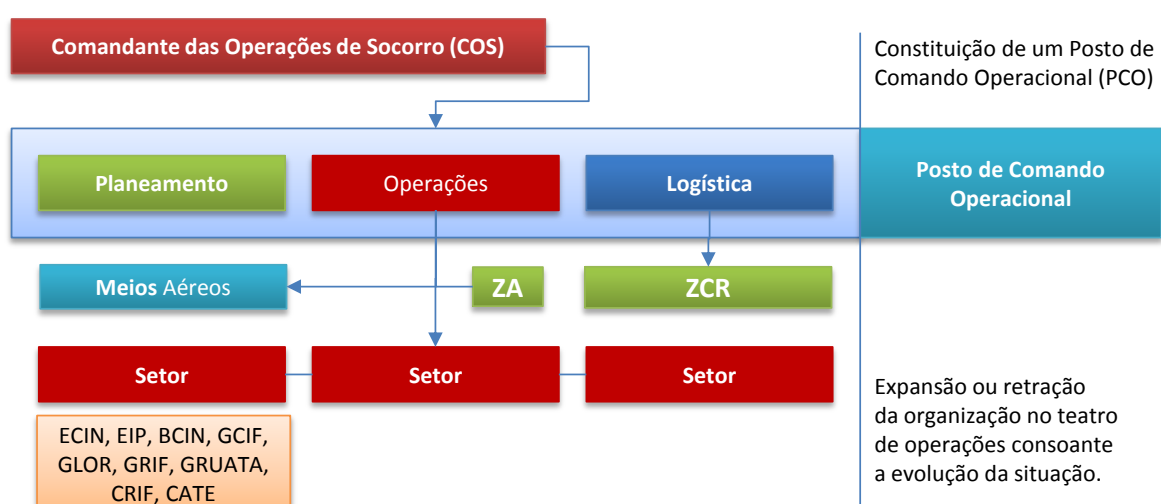 Comandante das Operações de Socorro (COS)
Constituição de um Posto de
Comando Operacional (PCO)
Planeamento
Operações
Logística
Posto de Comando
Operacional
Meios Aéreos
ZA
ZCR
Setor
Setor
Setor
ECIN, EIP, BCIN, GCIF,
GLOR, GRIF, GRUATA,
CRIF, CATE
Expansão ou retração
da organização no teatro
de operações consoante
a evolução da situação.